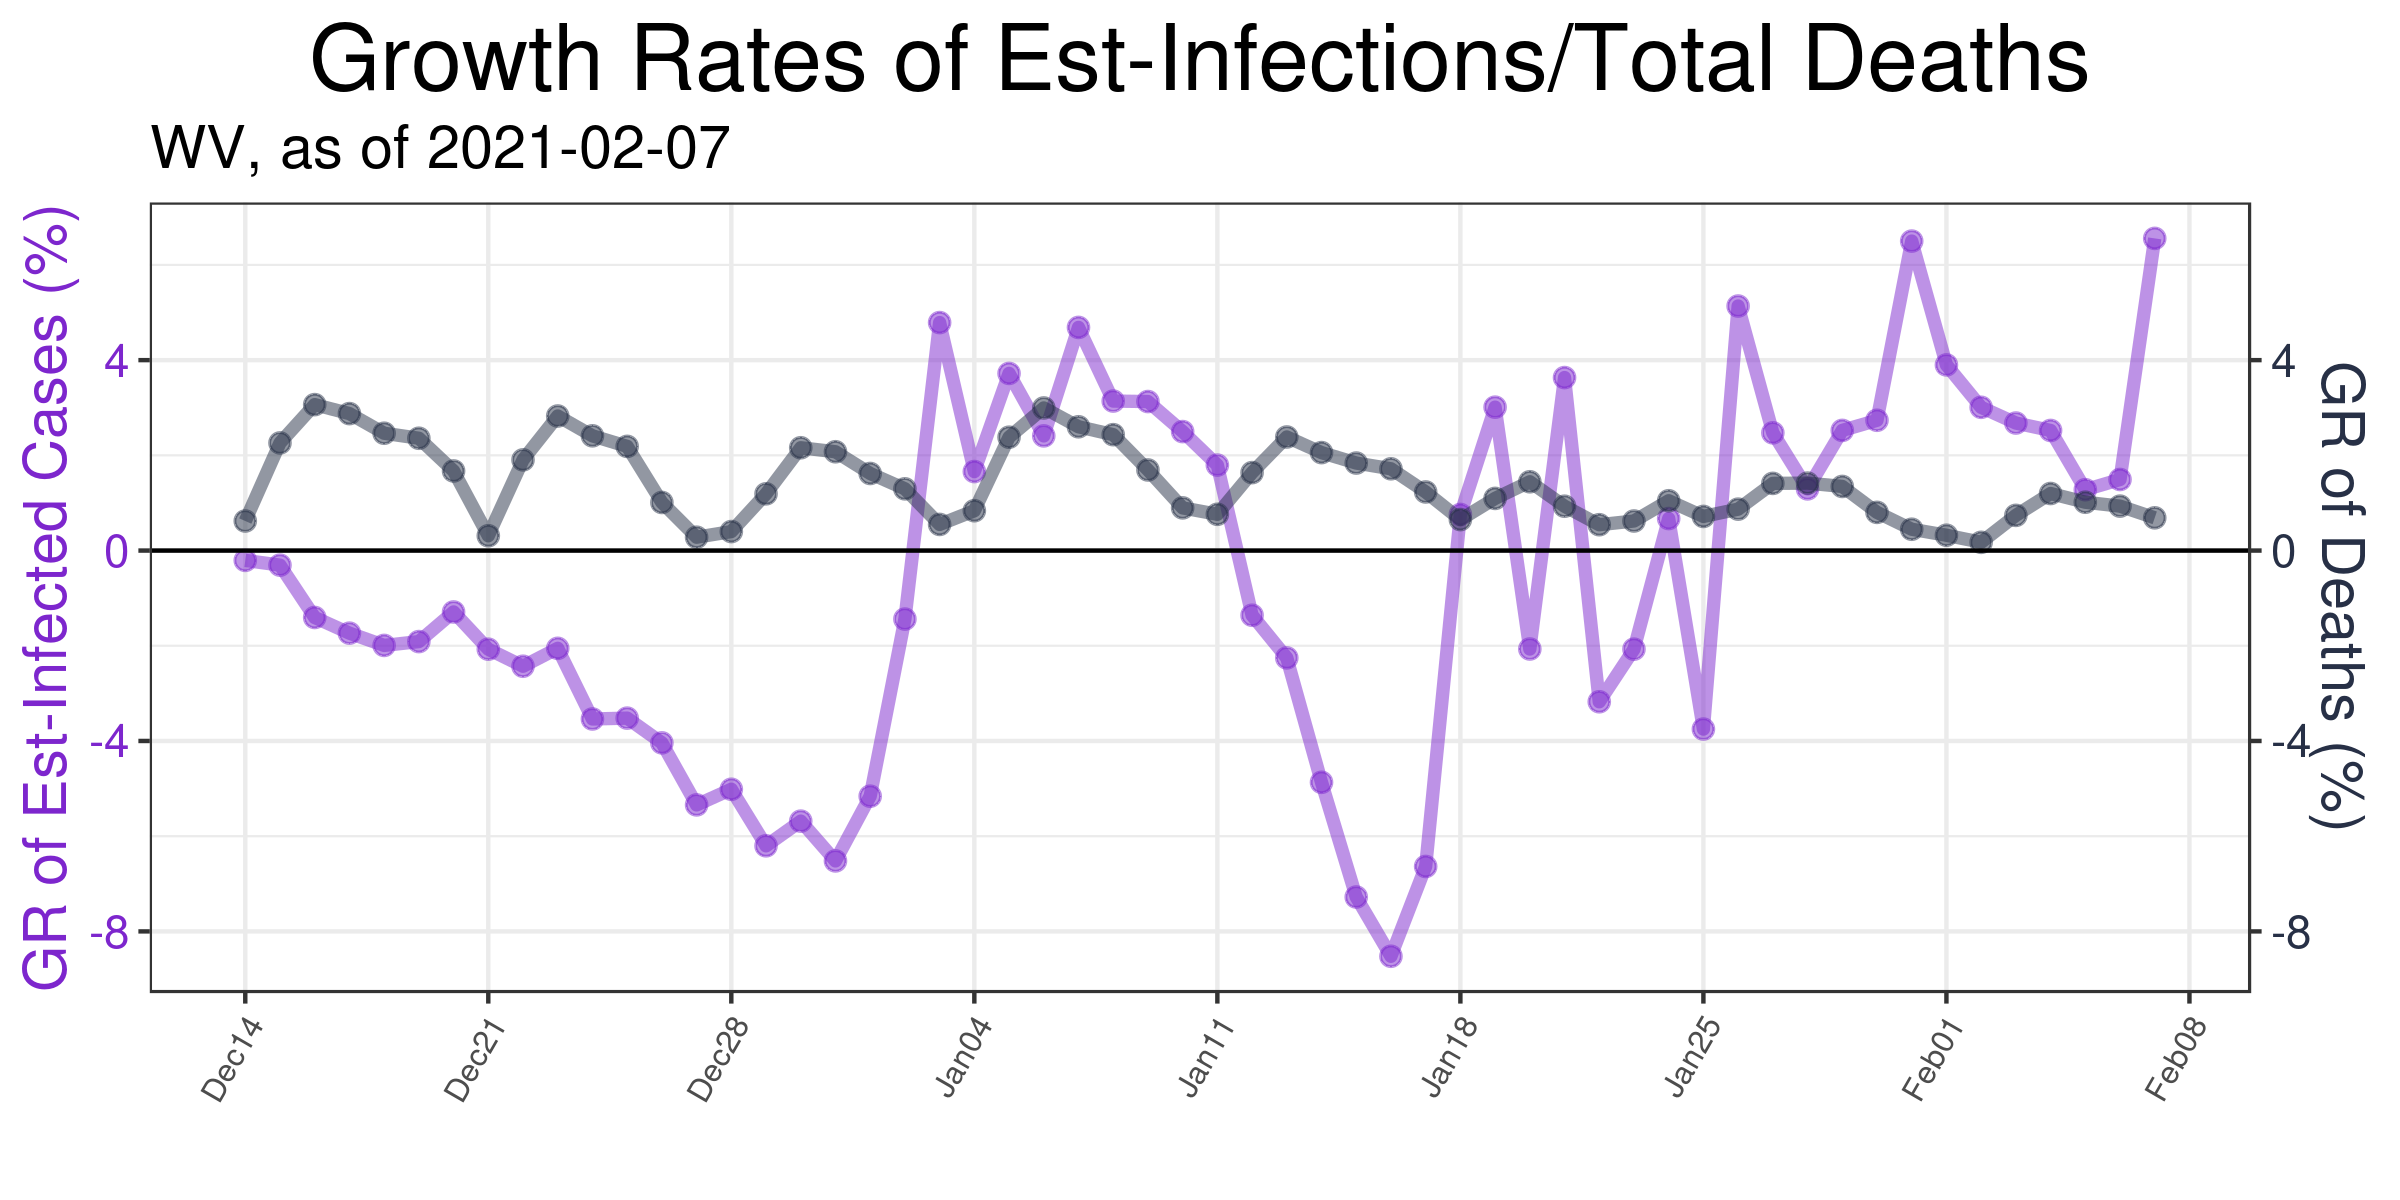 Growth Rates of Est-Infections/Total Deaths
WV, as of 2021-02-07
GR of Est-Infected Cases (%)
4
0
-4
-8
4
0
-4
-8
GR of Deaths (%)
Dec14
Dec21
Dec28
Jan04
Jan11
Jan18
Jan25
Feb01
Feb08